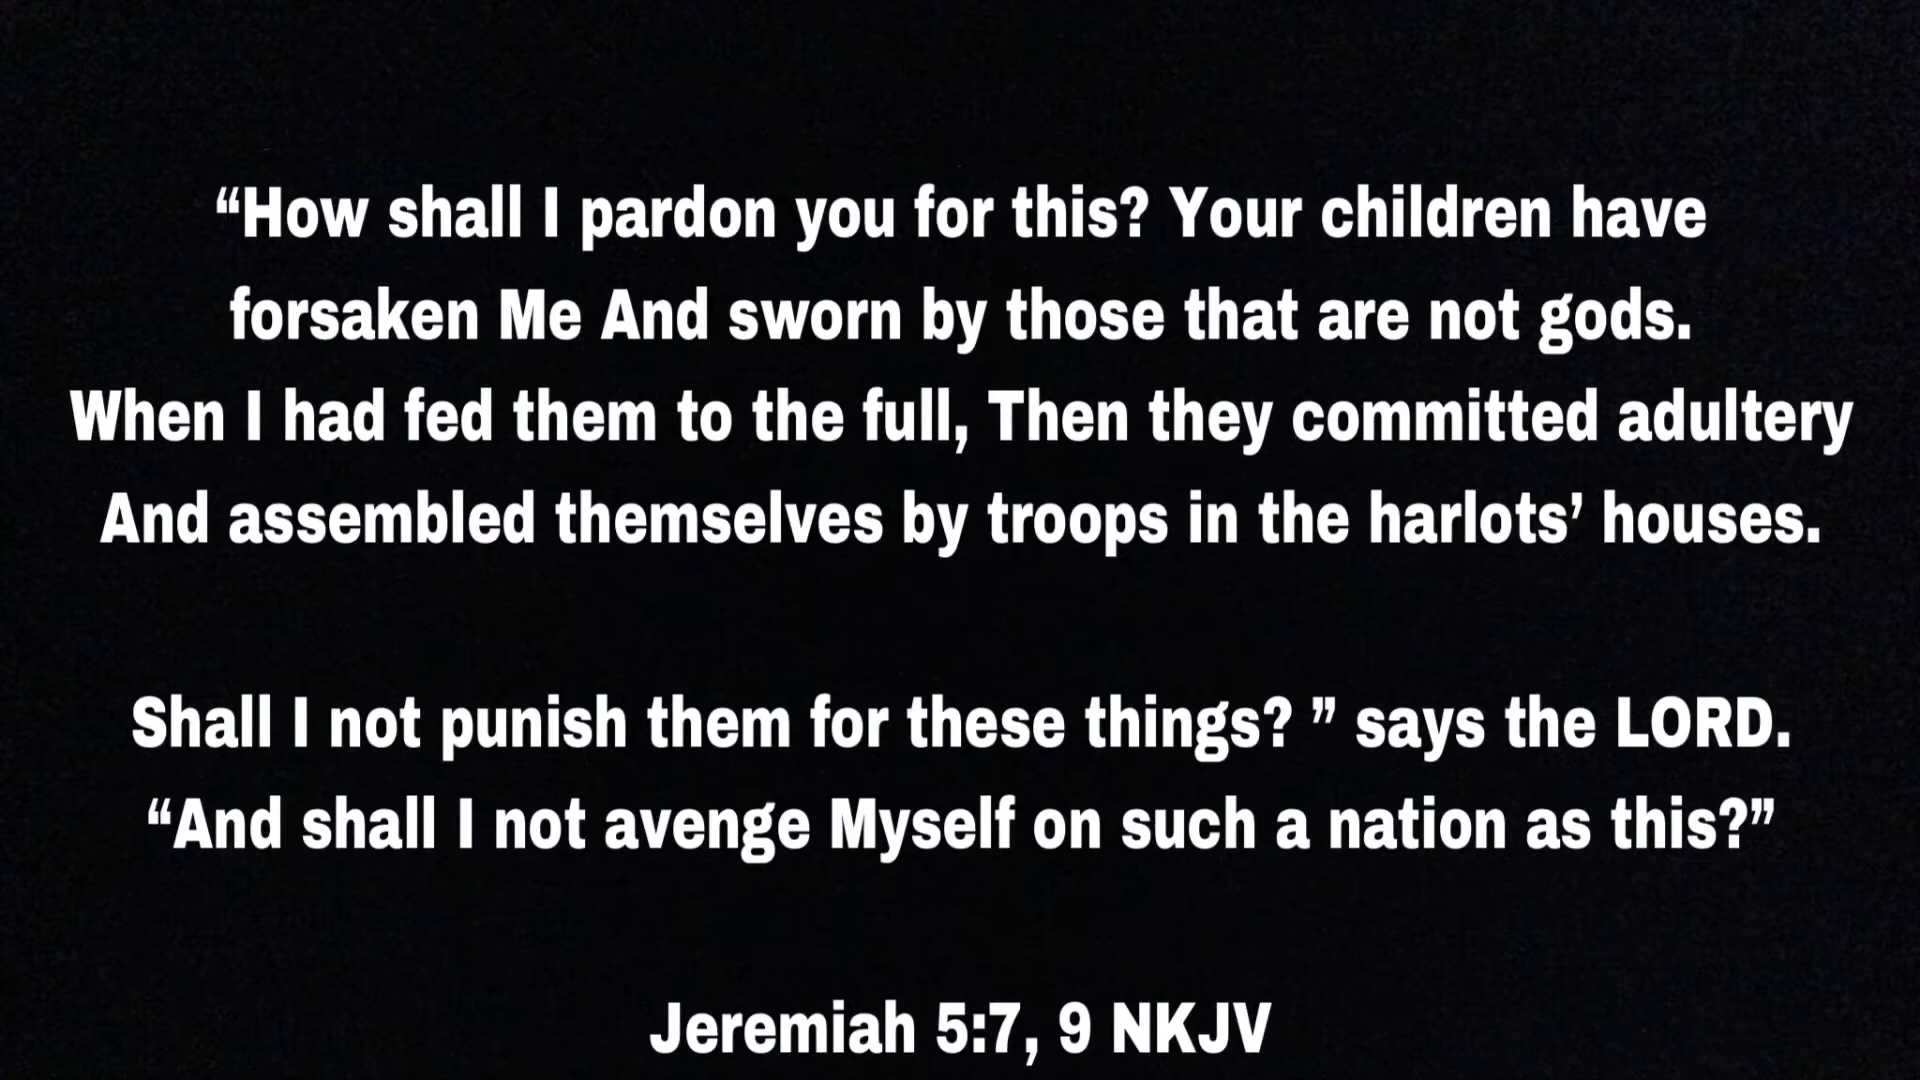 “How shall I pardon you for this? Your children have
forsaken Me And sworn by those that are not gods.
When I had fed them to the full, Then they committed adultery
And assembled themselves by troops in the harlots’ houses.
Shall I not punish them for these things? ” says the LORD.
“And shall I not avenge Myself on such a nation as this?”
Jeremiah 5:7, 9 NKJV